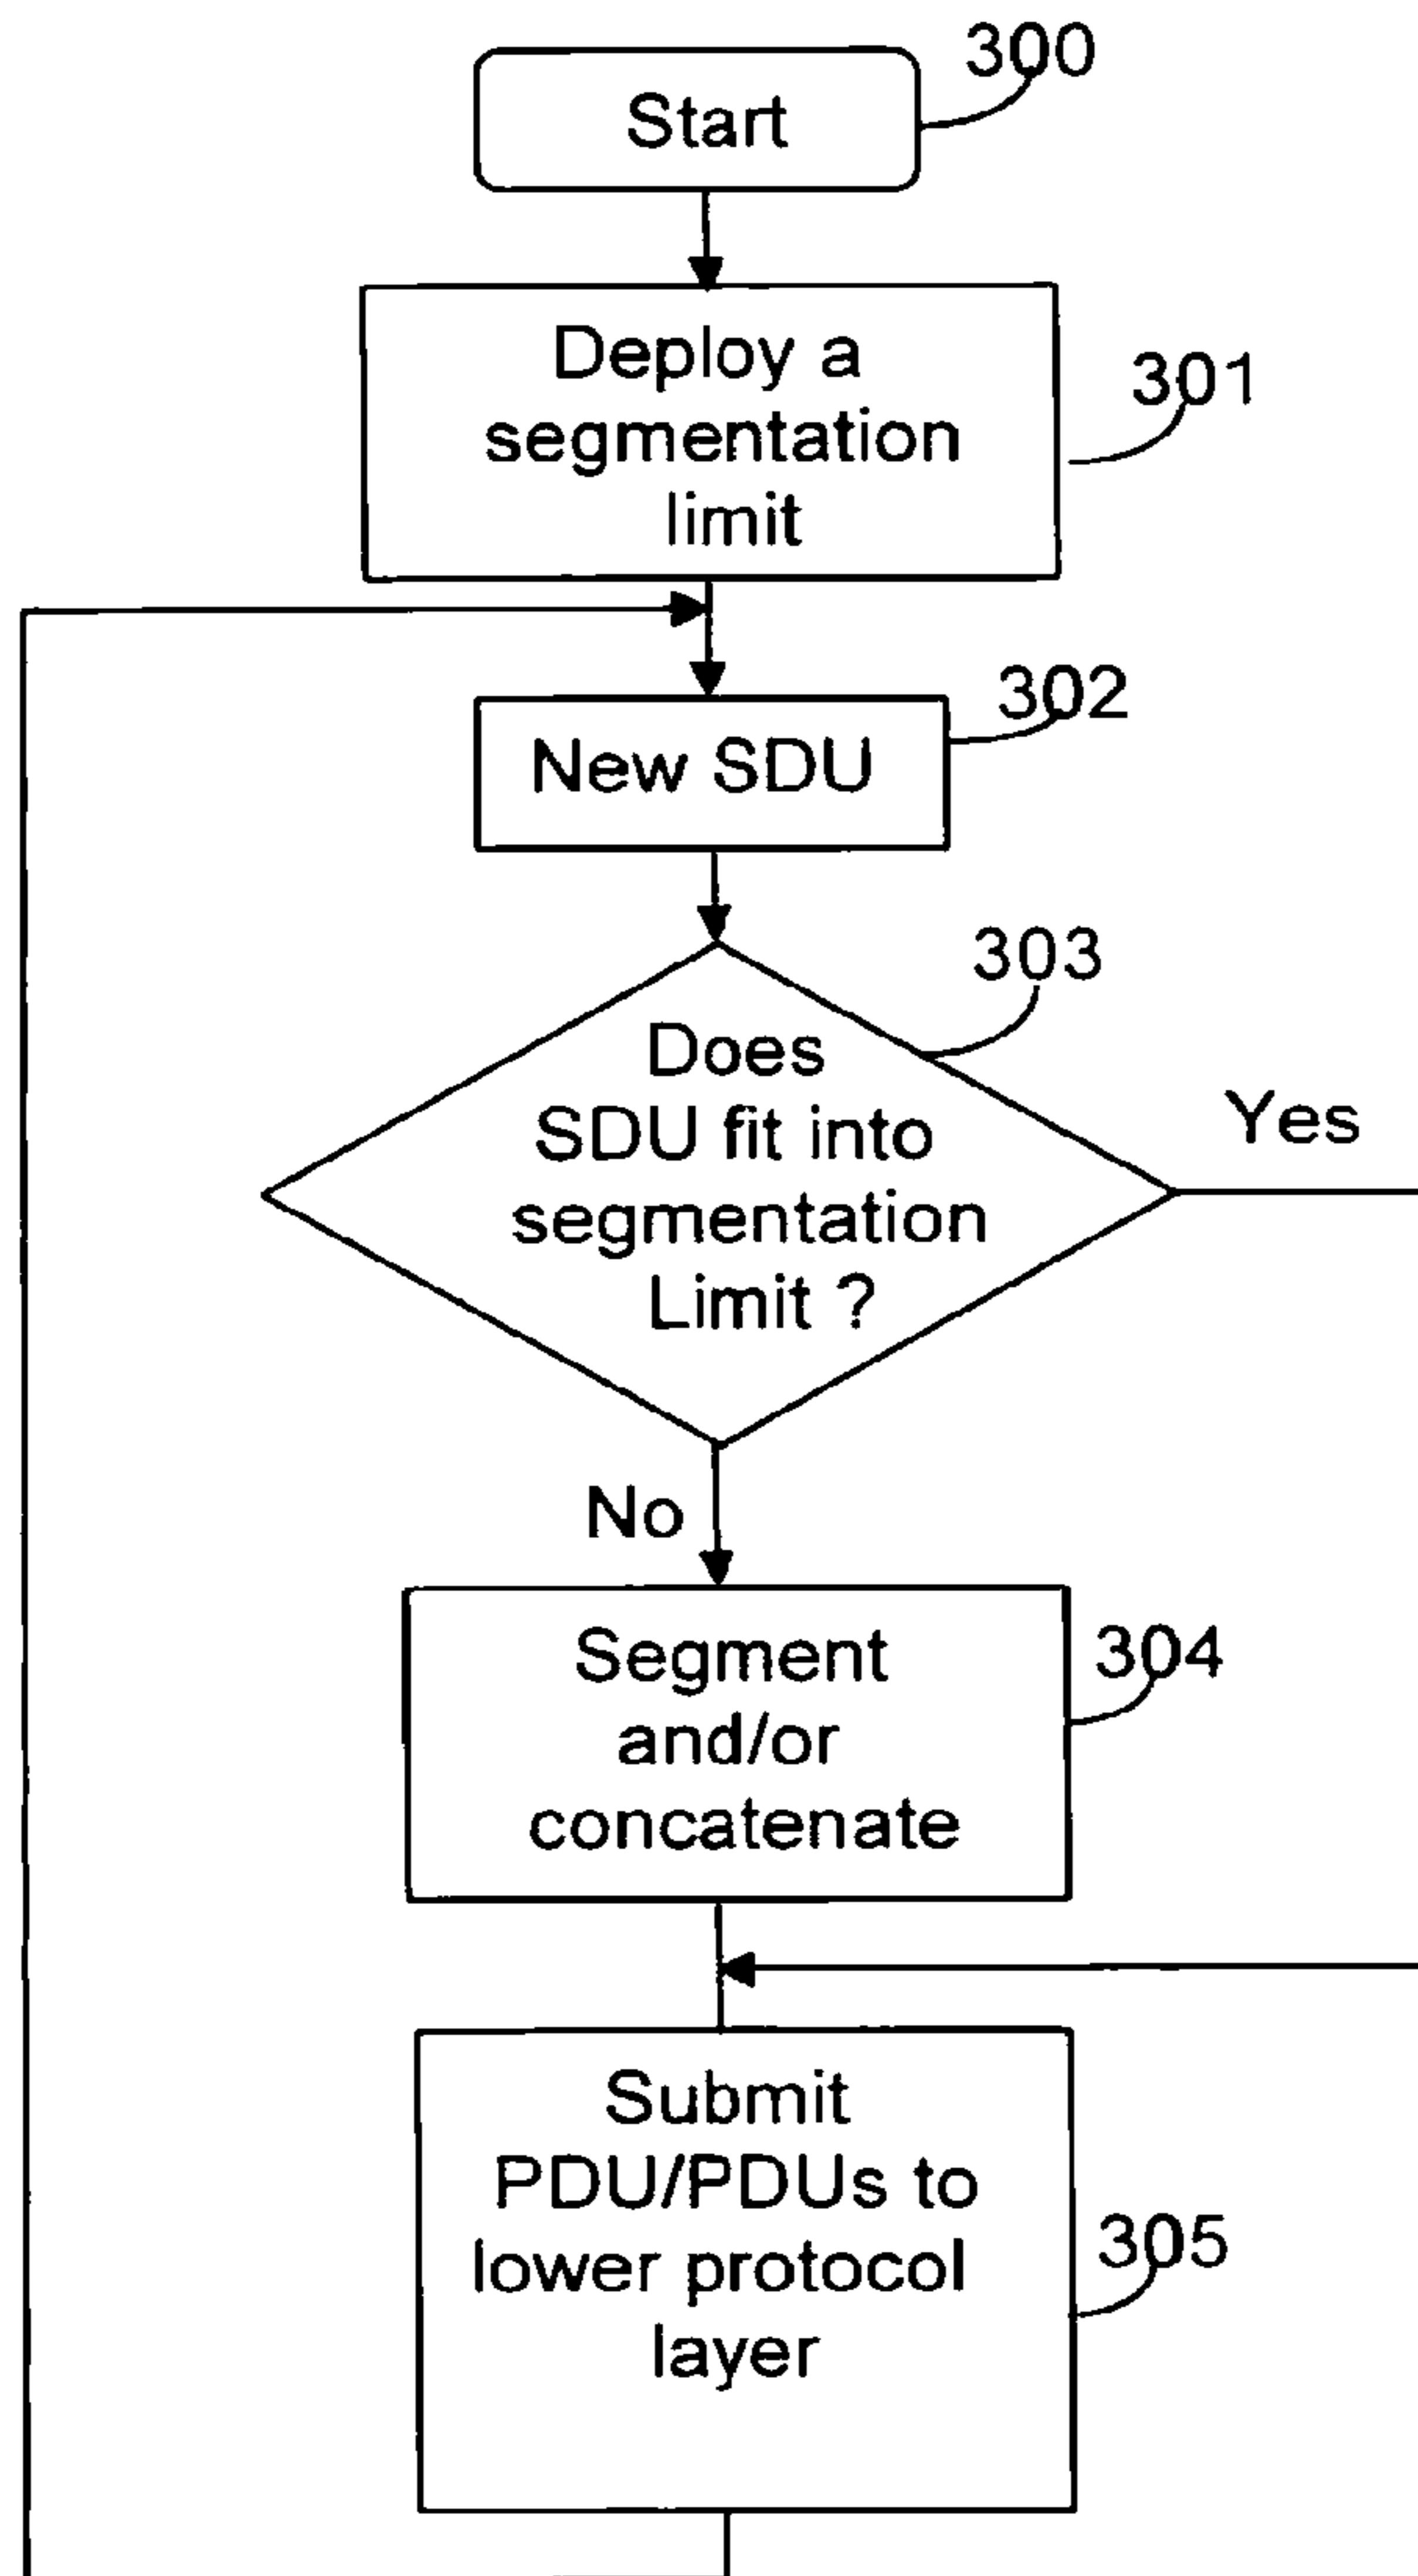 300
Start
Deploy a
segmentation
limit
301
302
New SDU
303
Does
SDU fit into
segmentation
Limit ?
Yes
No
Segment
and/or
concatenate
304
Submit
PDU/PDUs to
lower protocol
layer
305